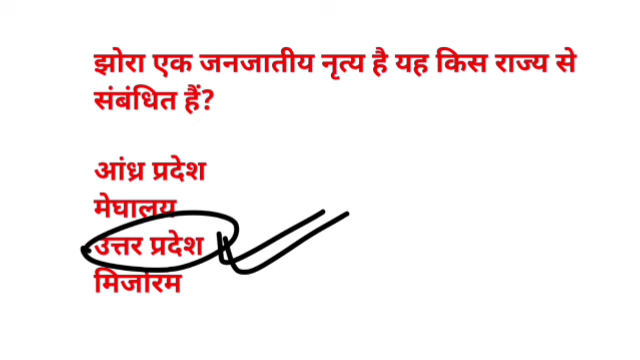 झोरा एक जनजातीय नृत्य है यह किस राज्य से
संबंधित हैं?
आंध्र प्रदेश
मेघालय
उत्तर प्रदेश
मिजोरम